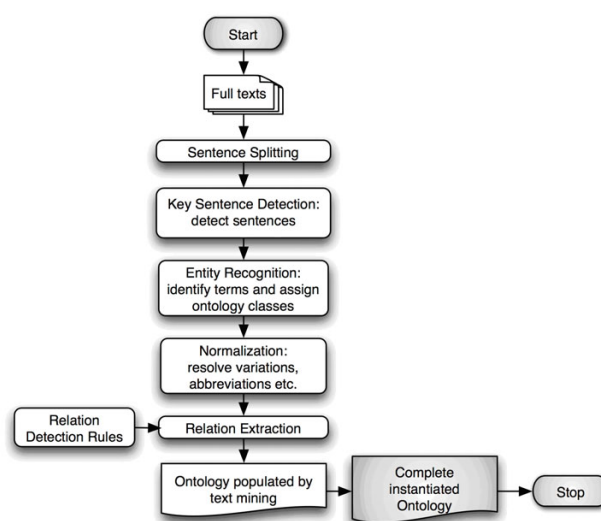 Start
Full texts
Sentence Splitting
Key Sentence Detection:
detect sentences
Entity Recognition:
identify terms and assign
ontology classes
Normalization:
resolve variations,
abbreviations etc.
Relation
Detection Rules
Relation Extraction
Ontology populated by
text mining
Complete
instantiated
Ontology
Stop